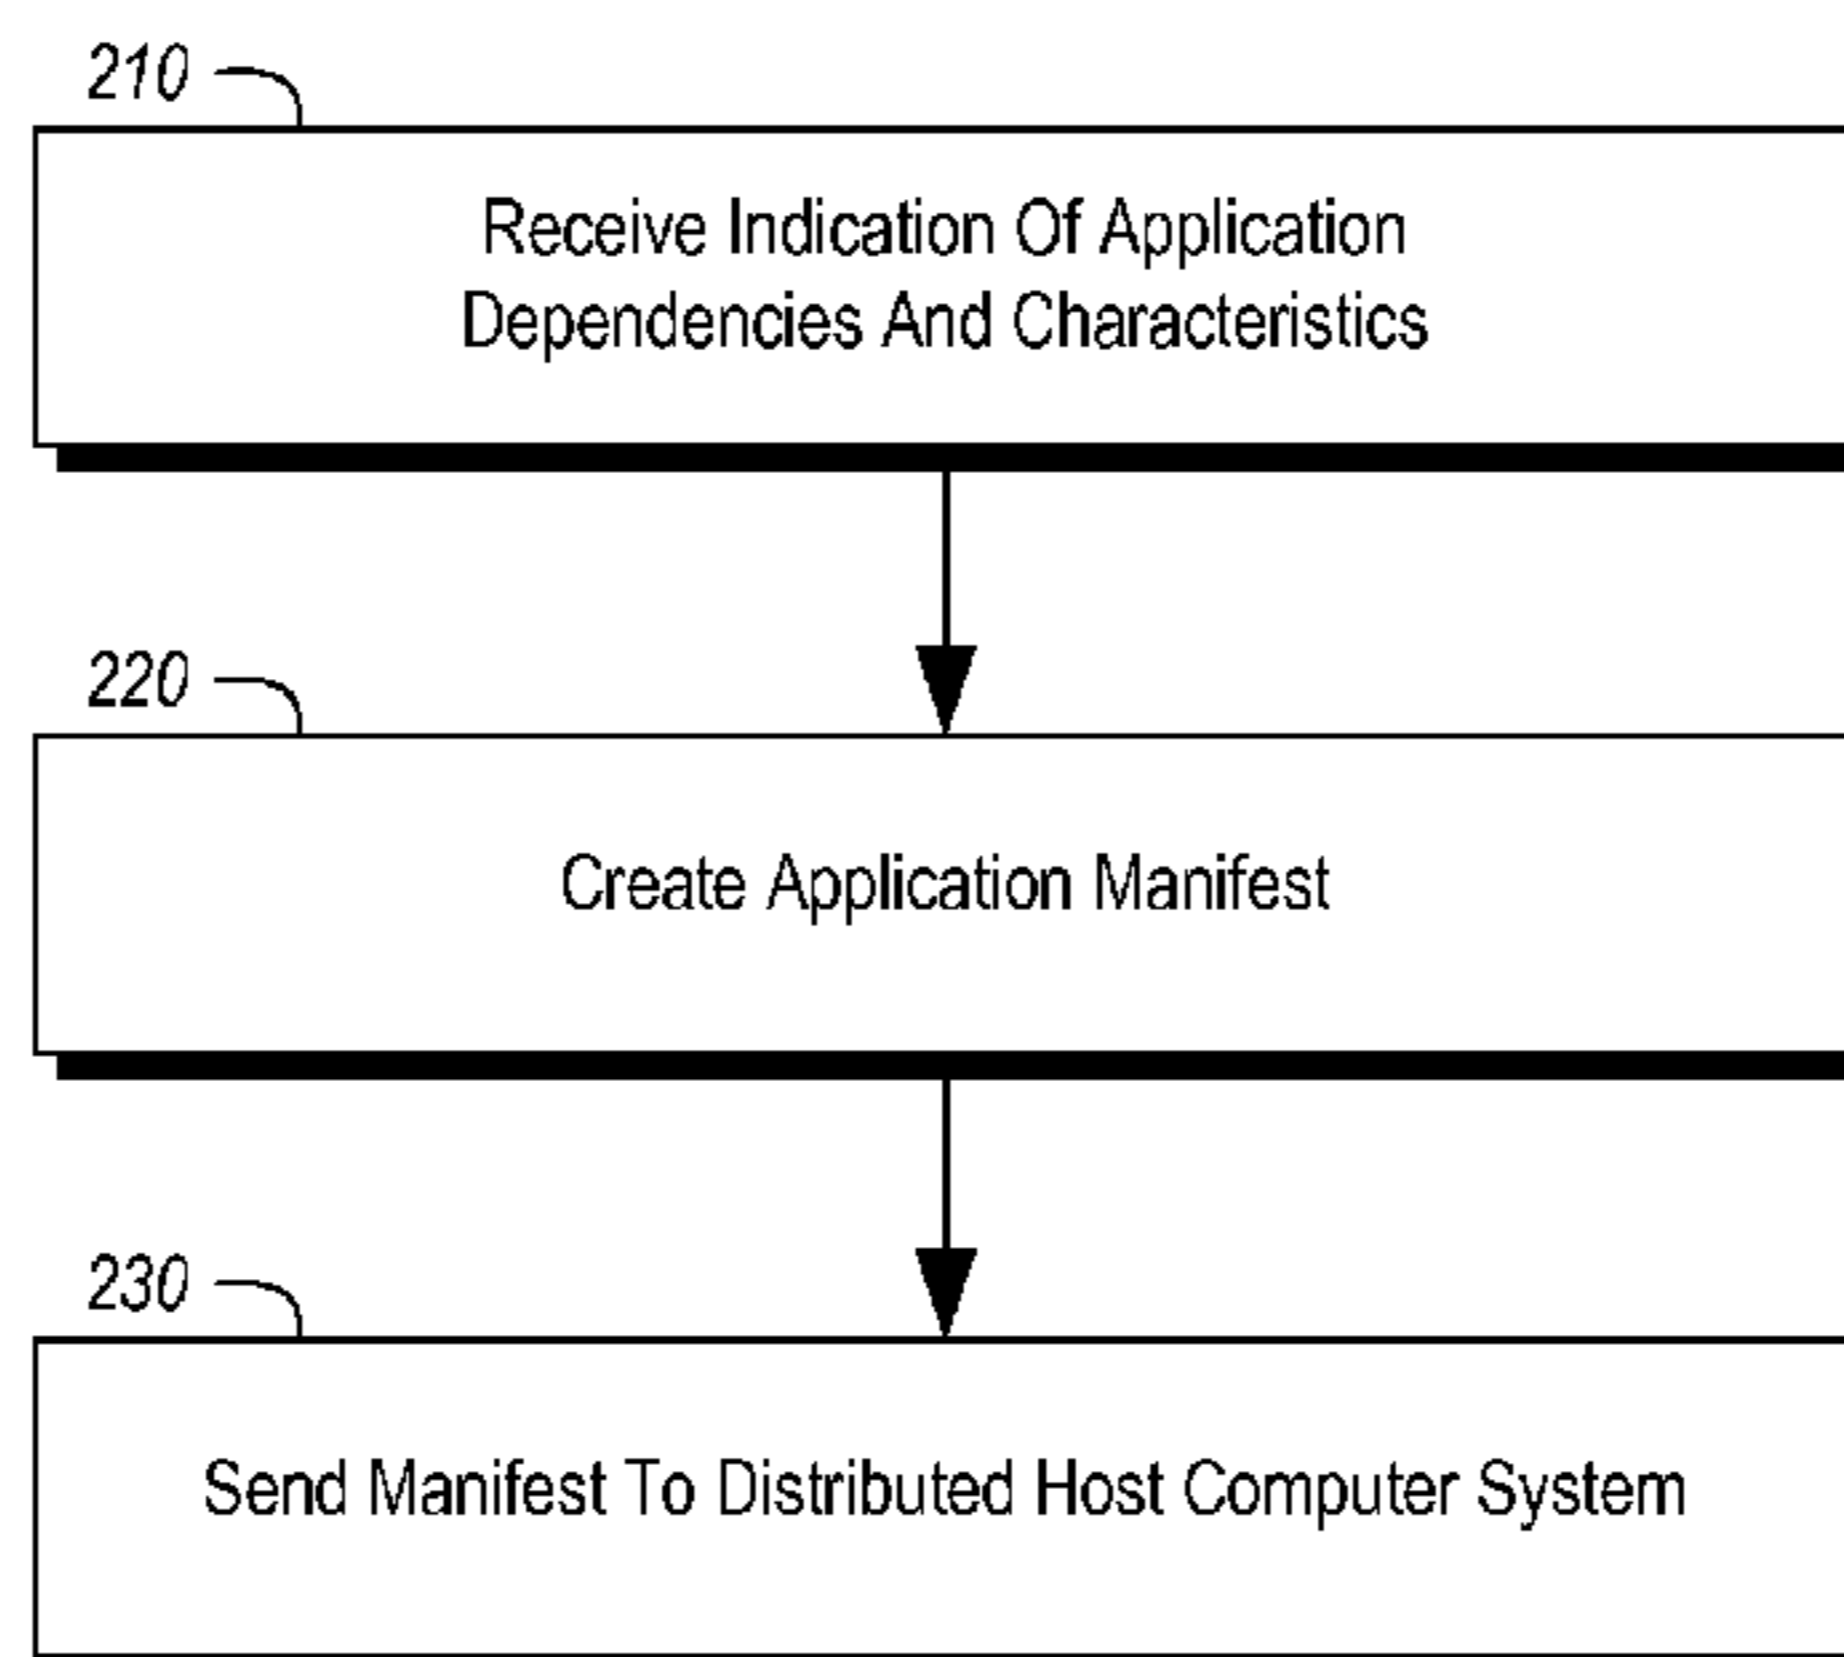 210
Receive Indication Of Application
Dependencies And Characteristics
220
Create Application Manifest
230
Send Manifest To Distributed Host Computer System